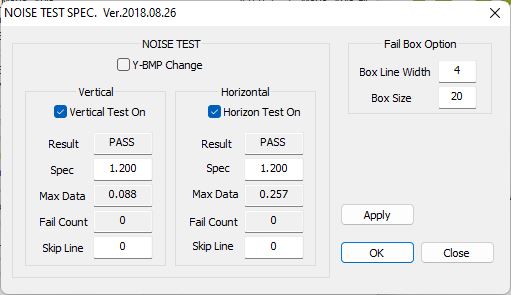 NOISE TEST SPEC. Ver.2018.08.26
NOISE TEST
Y-BMP Change
Vertical
Vertical Test On
Result PASS
Spec 1.200
Max Data 0.088
Fail Count 0
Skip Line 0
Horizontal
Horizon Test On
Result PASS
Spec 1.200
Max Data 0.257
Fail Count 0
Skip Line 0
Fail Box Option
Box Line Width 4
Box Size 20
Apply
OK
Close